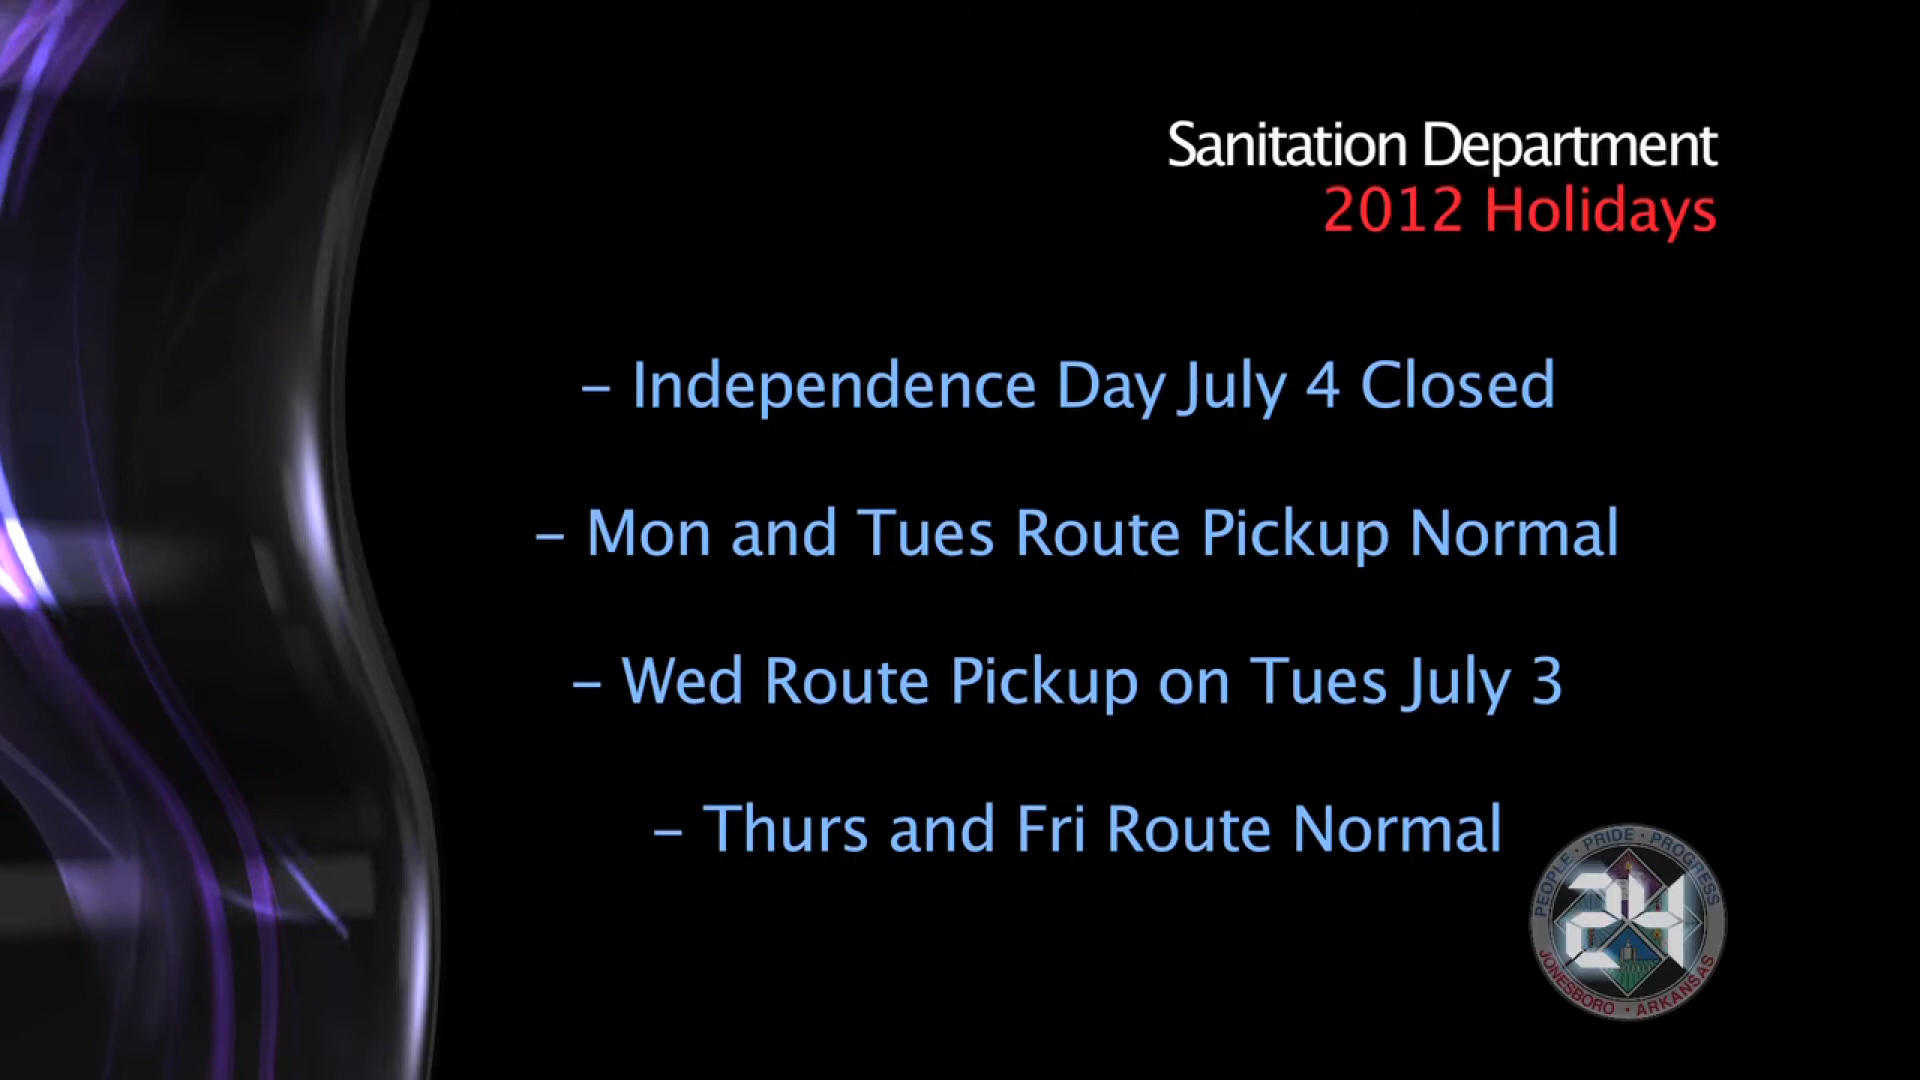 Sanitation Department
2012 Holidays
– Independence Day July 4 Closed
– Mon and Tues Route Pickup Normal
– Wed Route Pickup on Tues July 3
– Thurs and Fri Route Normal
PEOPLE • PRIDE • PROGRESS
24
JONESBORO • ARKANSAS